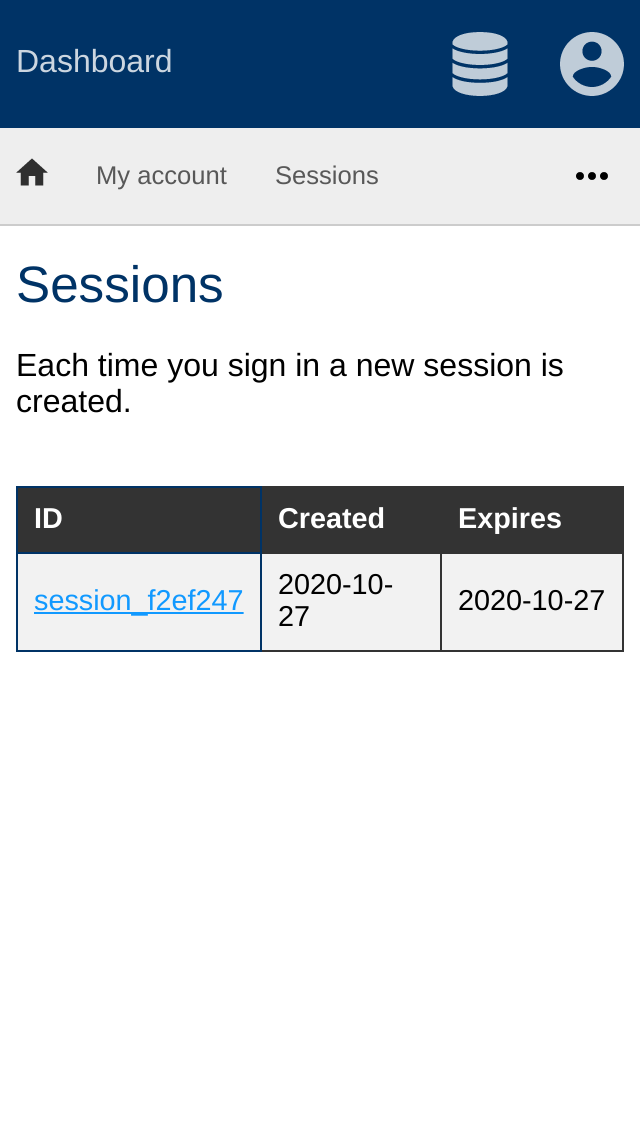 Dashboard
My account Sessions
Sessions
Each time you sign in a new session is
created.
ID Created Expires
session_f2ef247 2020-10-
27 2020-10-27